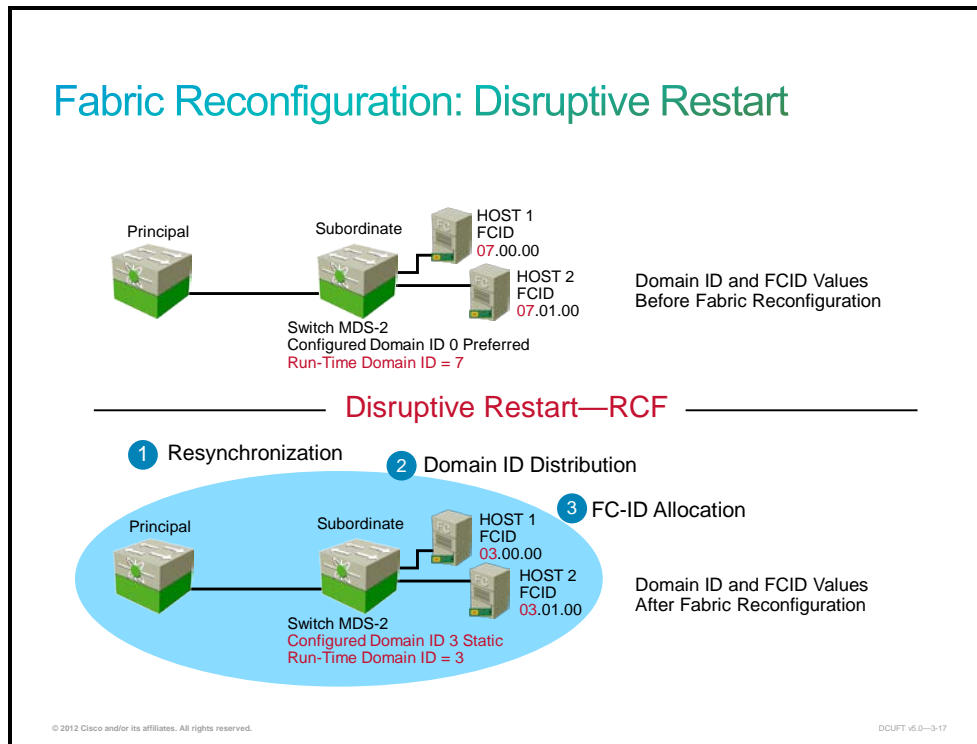 Fabric Reconfiguration: Disruptive Restart
Principal
Subordinate
HOST 1
FCID
07.00.00
HOST 2
FCID
07.01.00
Domain ID and FCID Values
Before Fabric Reconfiguration
Switch MDS-2
Configured Domain ID 0 Preferred
Run-Time Domain ID = 7
Disruptive Restart—RCF
1 Resynchronization
2 Domain ID Distribution
3 FC-ID Allocation
Principal
Subordinate
HOST 1
FCID
03.00.00
HOST 2
FCID
03.01.00
Domain ID and FCID Values
After Fabric Reconfiguration
Switch MDS-2
Configured Domain ID 3 Static
Run-Time Domain ID = 3
© 2012 Cisco and/or its affiliates. All rights reserved.
DCUFT v5.0—3-17